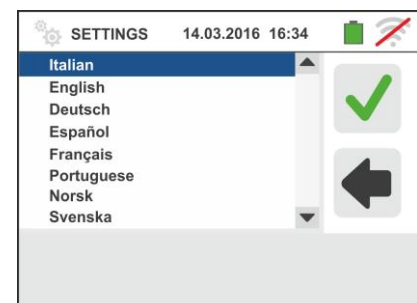 SETTINGS 14.03.2016 16:34
Italian
English
Deutsch
Español
Français
Portuguese
Norsk
Svenska